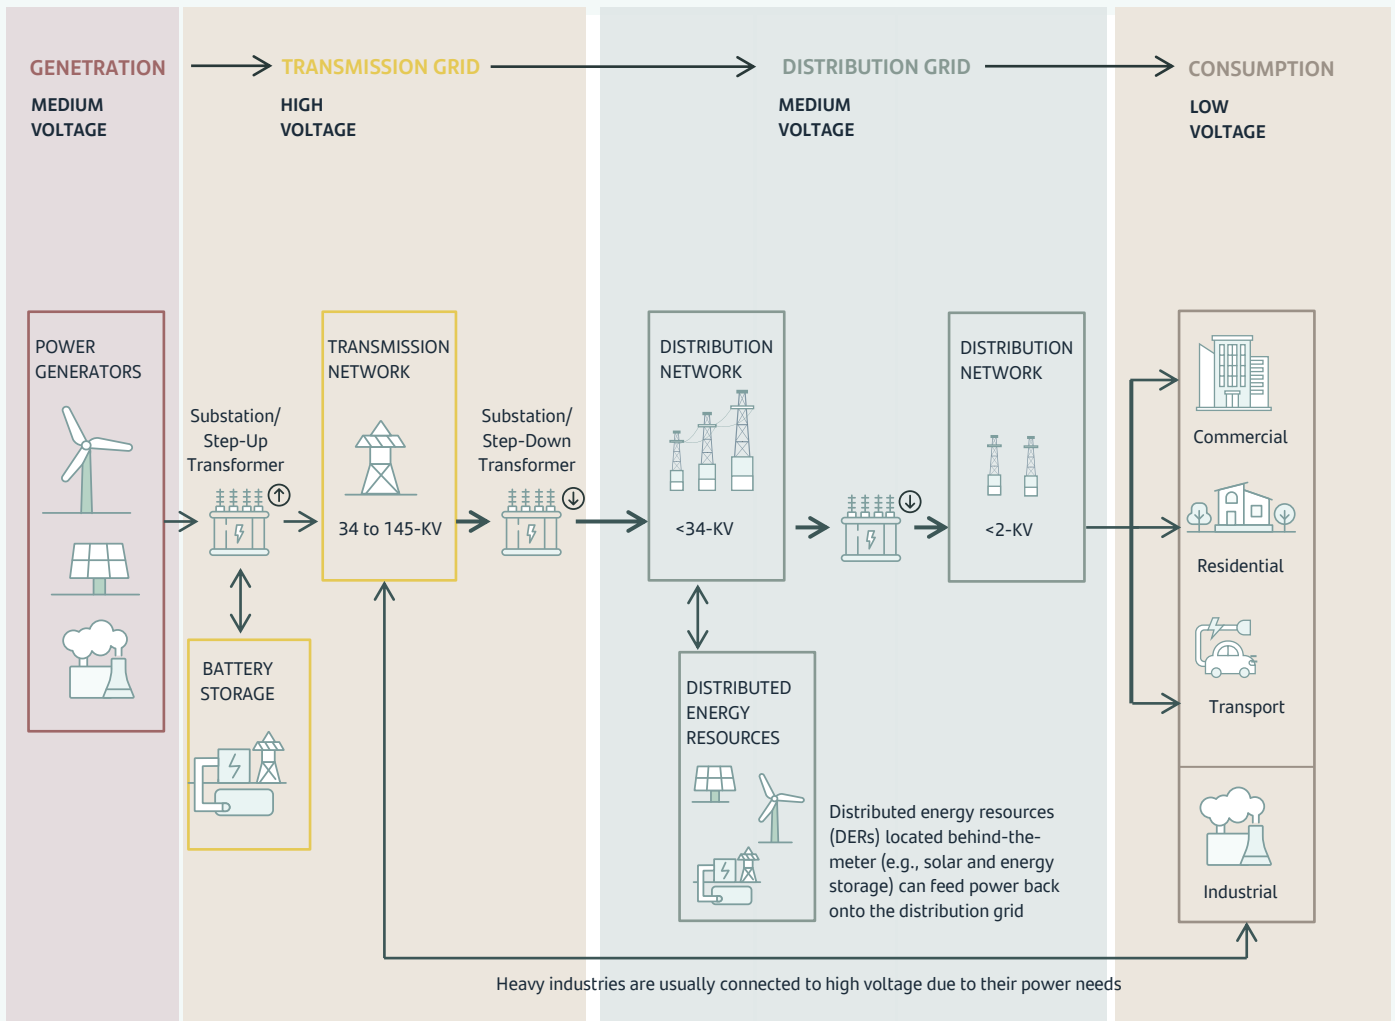 GENETRATION
MEDIUM
VOLTAGE
TRANSMISSION GRID
HIGH
VOLTAGE
DISTRIBUTION GRID
MEDIUM
VOLTAGE
CONSUMPTION
LOW
VOLTAGE
POWER
GENERATORS
Substation/
Step-Up
Transformer
BATTERY
STORAGE
TRANSMISSION
NETWORK
34 to 145-KV
Substation/
Step-Down
Transformer
DISTRIBUTION
NETWORK
<34-KV
DISTRIBUTION
NETWORK
<2-KV
DISTRIBUTED
ENERGY
RESOURCES
Distributed energy resources
(DERs) located behind-the-
meter (e.g., solar and energy
storage) can feed power back
onto the distribution grid
Commercial
Residential
Transport
Industrial
Heavy industries are usually connected to high voltage due to their power needs